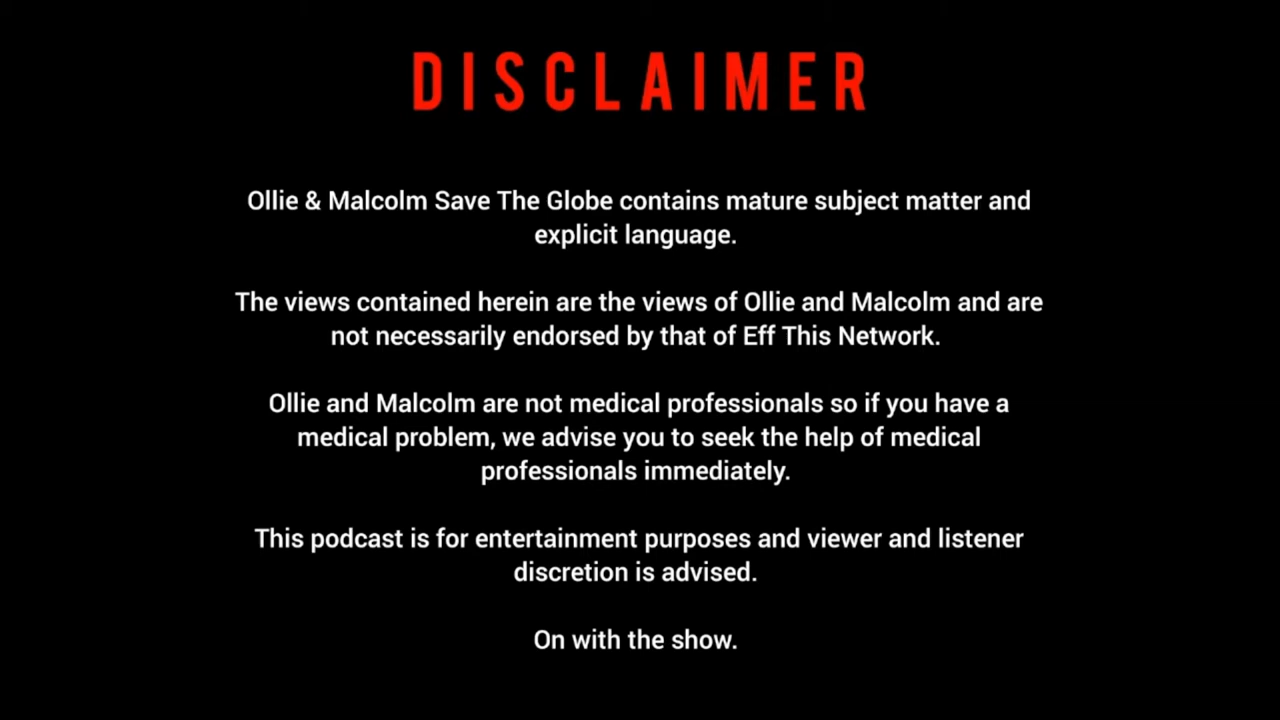 DISCLAIMER
Ollie & Malcolm Save The Globe contains mature subject matter and
explicit language.
The views contained herein are the views of Ollie and Malcolm and are
not necessarily endorsed by that of Eff This Network.
Ollie and Malcolm are not medical professionals so if you have a
medical problem, we advise you to seek the help of medical
professionals immediately.
This podcast is for entertainment purposes and viewer and listener
discretion is advised.
On with the show.